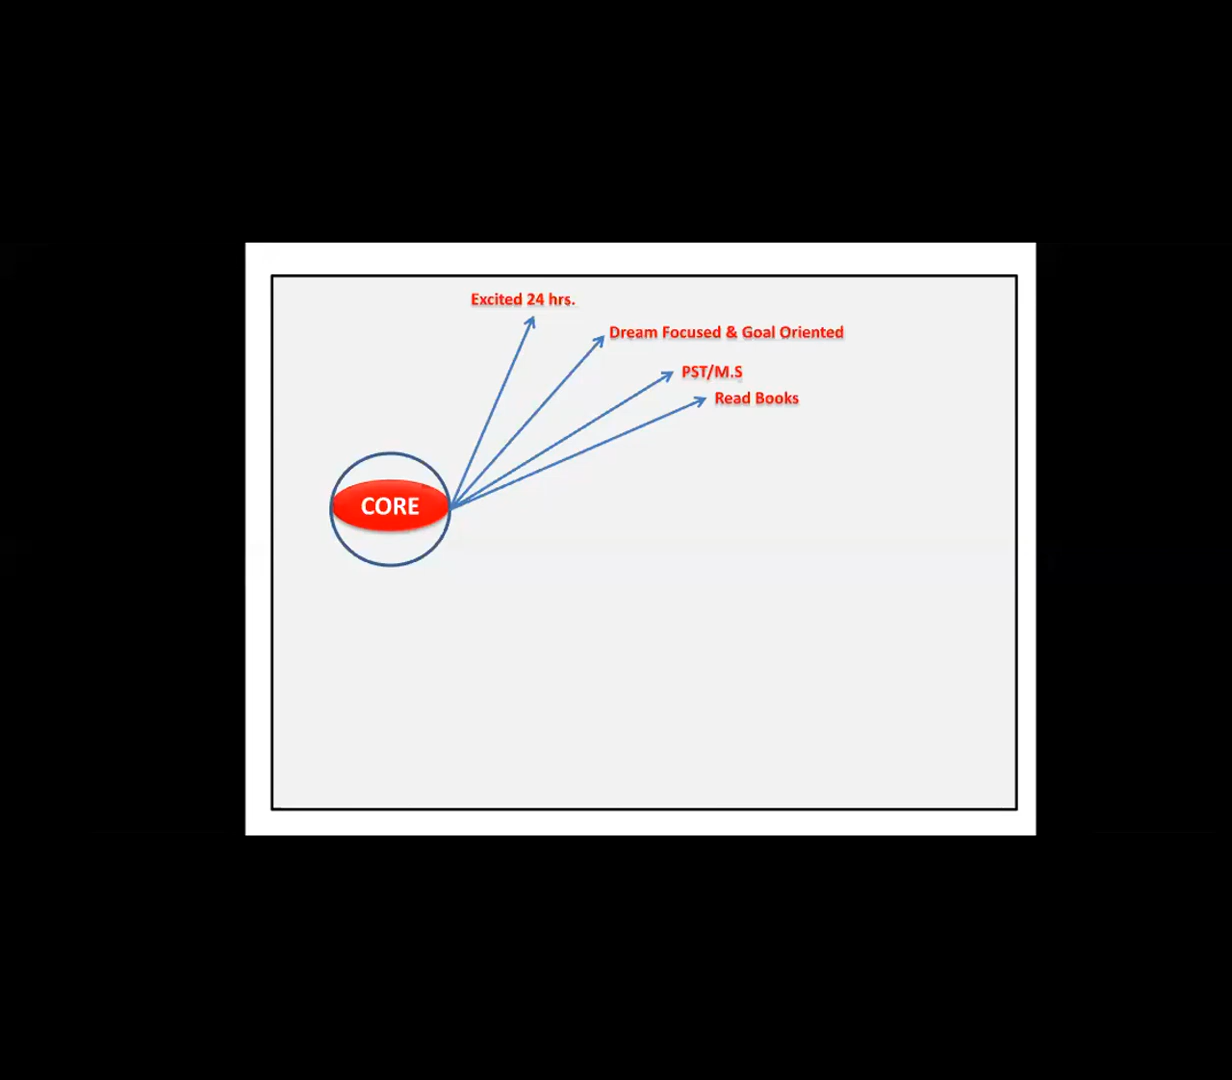 Excited 24 hrs.
Dream Focused & Goal Oriented
PST/M.S
Read Books
CORE